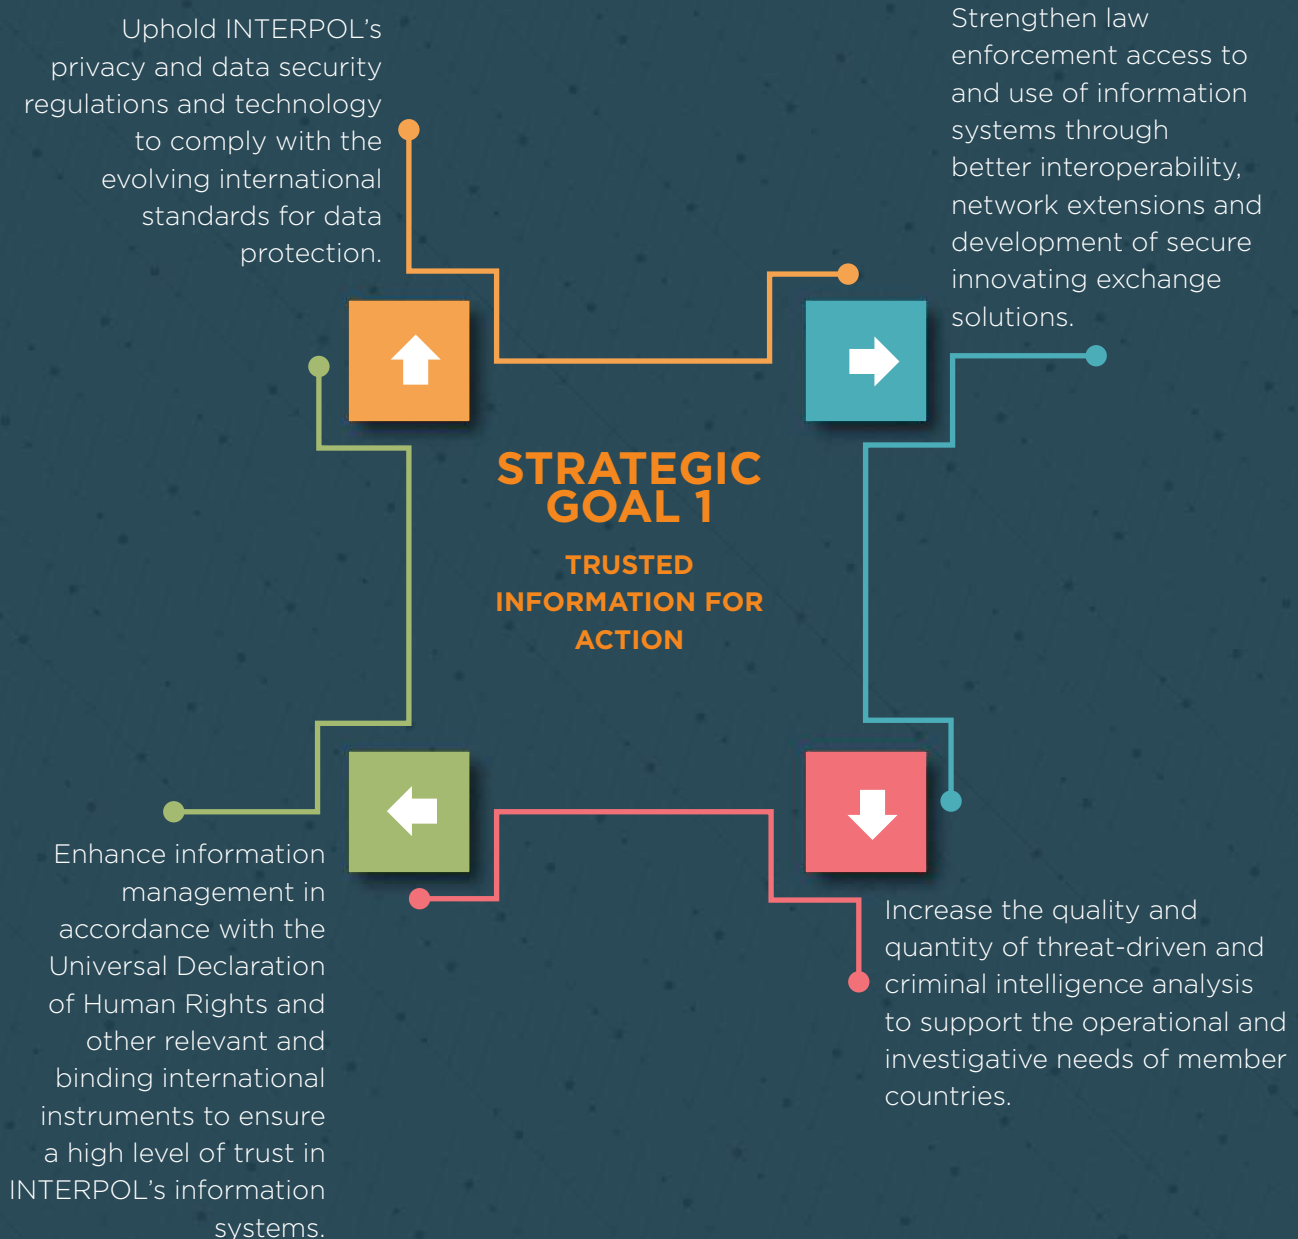 Uphold INTERPOL’s
privacy and data security
regulations and technology
to comply with the
evolving international
standards for data
protection.
Strengthen law
enforcement access to
and use of information
systems through
better interoperability,
network extensions and
development of secure
innovating exchange
solutions.
STRATEGIC
GOAL 1
TRUSTED
INFORMATION FOR
ACTION
Enhance information
management in
accordance with the
Universal Declaration
of Human Rights and
other relevant and
binding international
instruments to ensure
a high level of trust in
INTERPOL’s information
systems.
Increase the quality and
quantity of threat-driven and
criminal intelligence analysis
to support the operational and
investigative needs of member
countries.